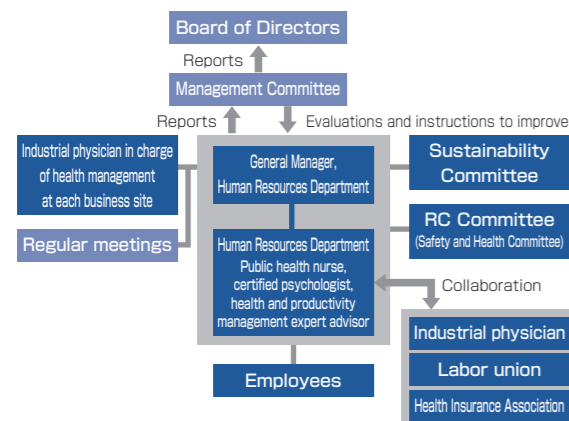 Board of Directors
Reports
Management Committee
Reports
Evaluations and instructions to improve
Industrial physician in charge
of health management
at each business site
Regular meetings
General Manager,
Human Resources Department
Human Resources Department
Public health nurse,
certified psychologist,
health and productivity
management expert advisor
Employees
Sustainability
Committee
RC Committee
(Safety and Health Committee)
Collaboration
Industrial physician
Labor union
Health Insurance Association